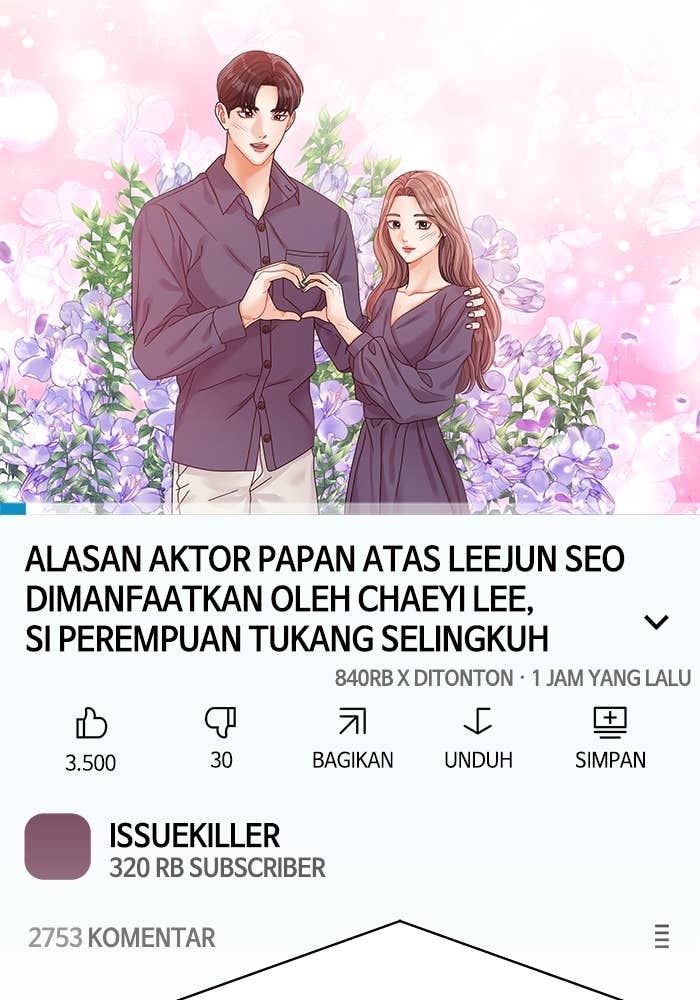 ALASAN AKTOR PAPAN ATAS LEEJUN SEO
DIMANFAATKAN OLEH CHAEYI LEE,
SI PEREMPUAN TUKANG SELINGKUH
840RB X DITONTON · 1 JAM YANG LALU
3.500
30
BAGIKAN
UNDUH
SIMPAN
ISSUEKILLER
320 RB SUBSCRIBER
2753 KOMENTAR